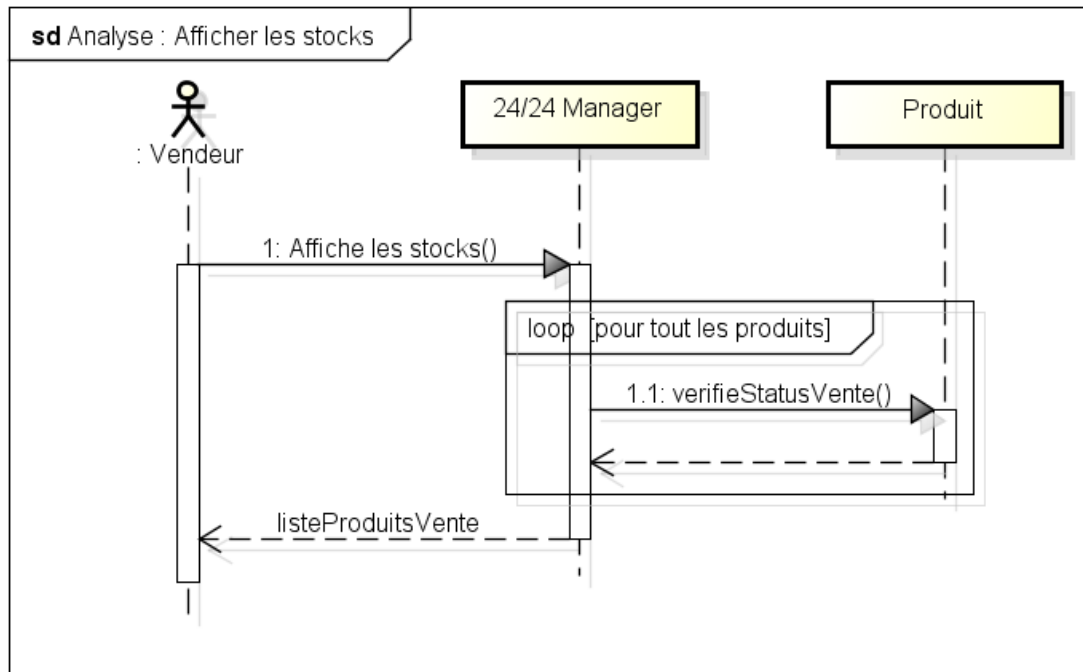 sd Analyse : Afficher les stocks
: Vendeur
24/24 Manager
Produit
1: Affiche les stocks()
loop [pour tout les produits]
1.1: verifieStatusVente()
listeProduitsVente